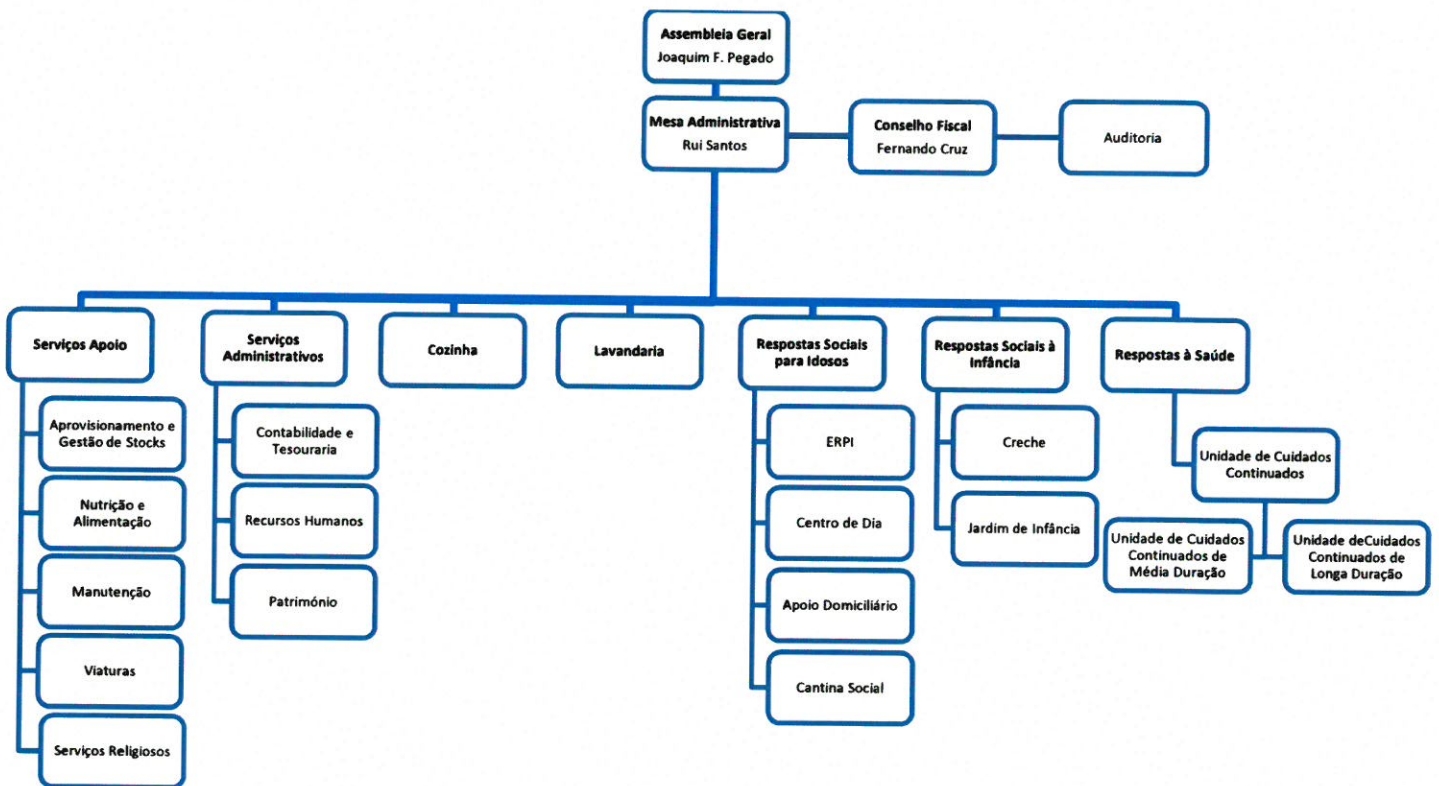 Assembleia Geral
Joaquim F. Pegado
Mesa Administrativa
Rui Santos
Conselho Fiscal
Fernando Cruz
Auditoria
Serviços Apoio
Serviços
Administrativos
Cozinha
Lavandaria
Respostas Sociais
para Idosos
Respostas Sociais à
Infância
Respostas à Saúde
Aprovisionamento e
Gestão de Stocks
Nutrição e
Alimentação
Manutenção
Viaturas
Serviços Religiosos
Contabilidade e
Tesouraria
Recursos Humanos
Património
ERPI
Centro de Dia
Apoio Domiciliário
Cantina Social
Creche
Jardim de Infância
Unidade de Cuidados
Continuados
Unidade de Cuidados
Continuados de
Média Duração
Unidade deCuidados
Continuados de
Longa Duração